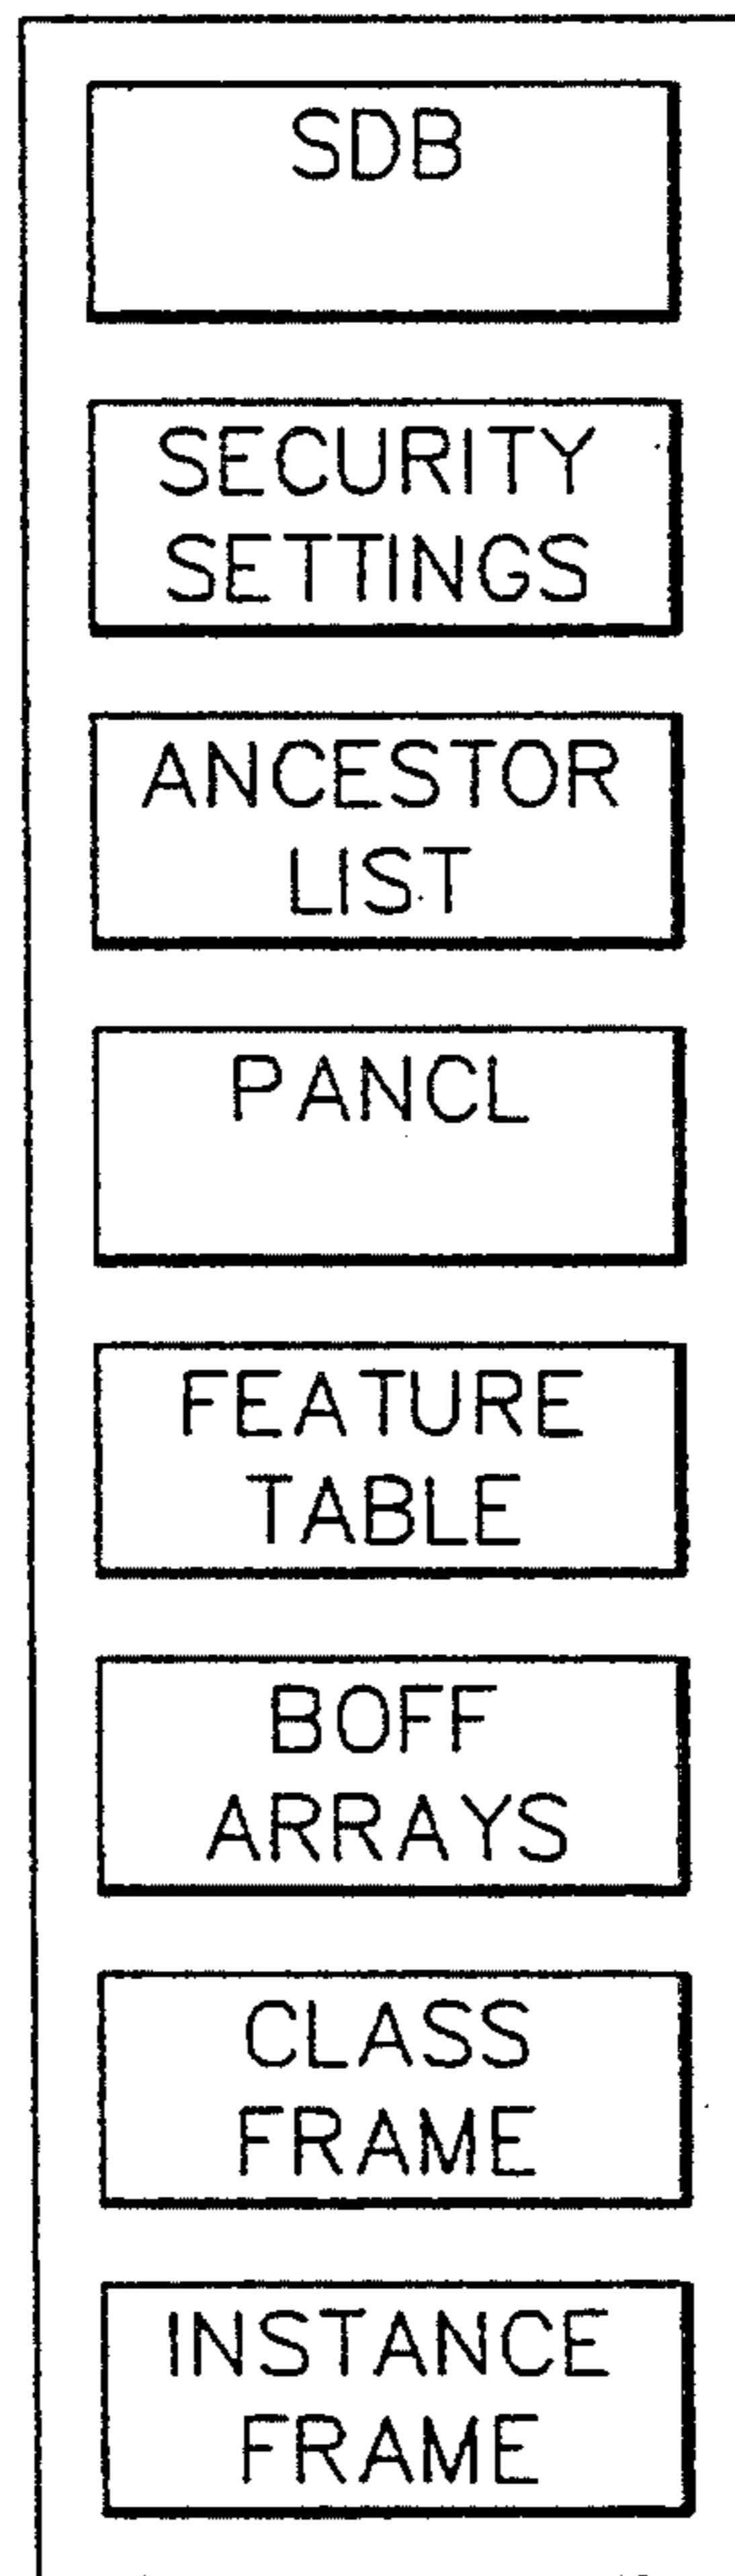 SDB
SECURITY
SETTINGS
ANCESTOR
LIST
PANCL
FEATURE
TABLE
BOFF
ARRAYS
CLASS
FRAME
INSTANCE
FRAME